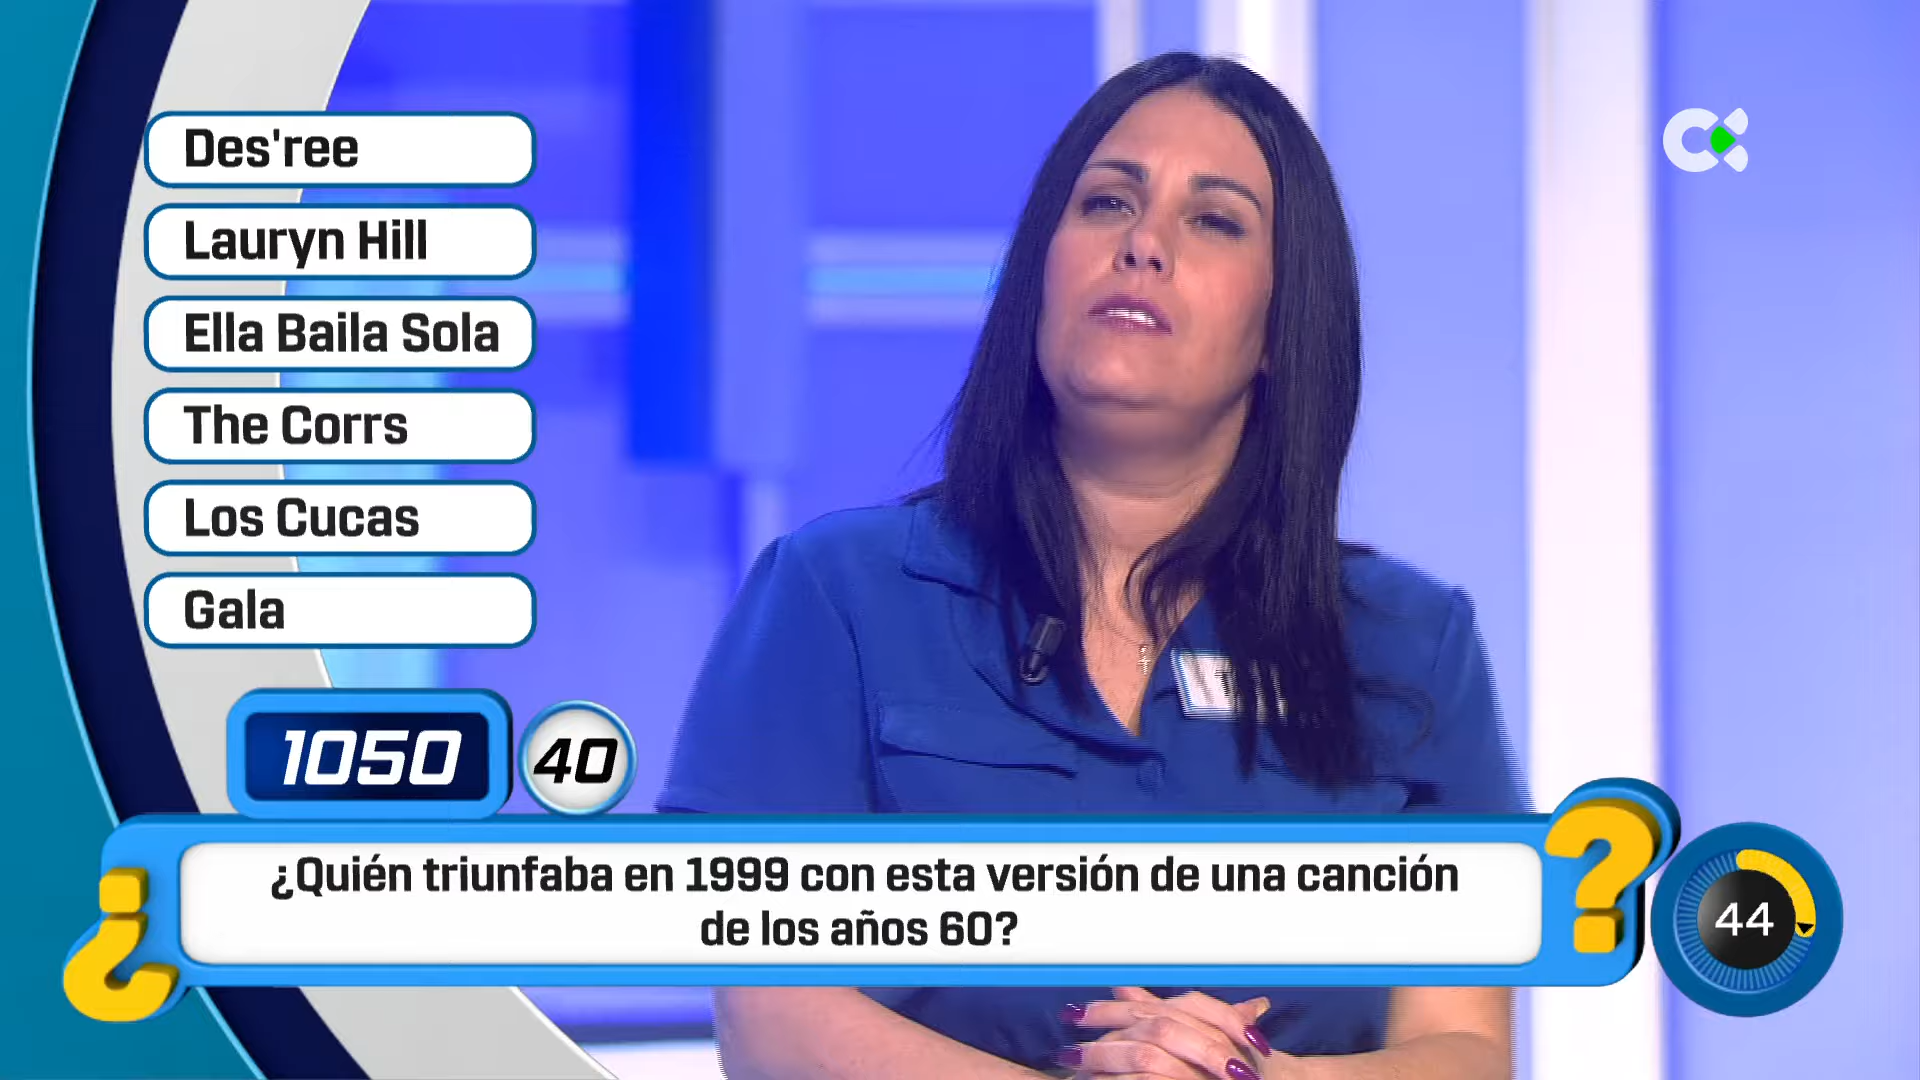 Des'ree
Lauryn Hill
Ella Baila Sola
The Corrs
Los Cucas
Gala
1050
40
¿Quién triunfaba en 1999 con esta versión de una canción
de los años 60?
44